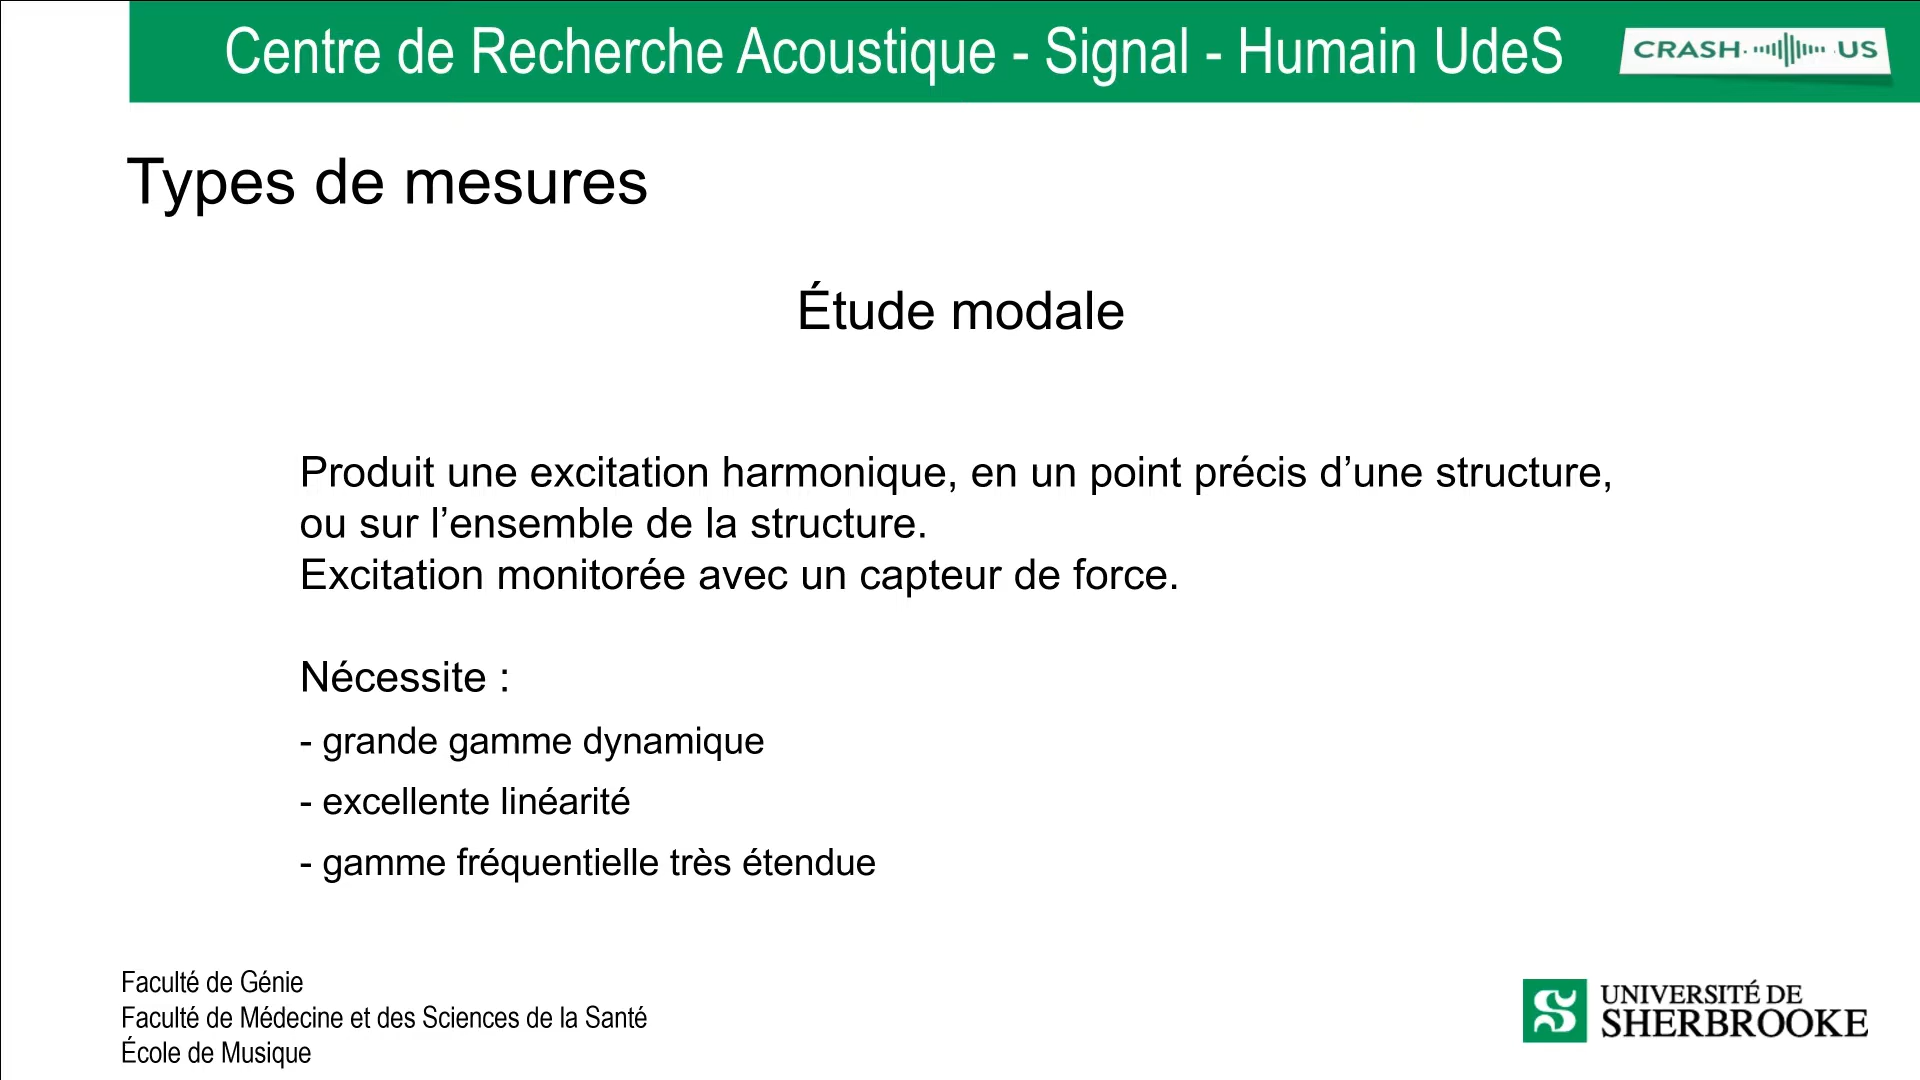 Centre de Recherche Acoustique - Signal - Humain UdeS
CRASH US
Types de mesures
Étude modale
Produit une excitation harmonique, en un point précis d’une structure,
ou sur l’ensemble de la structure.
Excitation monitorée avec un capteur de force.
Nécessite :
- grande gamme dynamique
- excellente linéarité
- gamme fréquentielle très étendue
Faculté de Génie
Faculté de Médecine et des Sciences de la Santé
École de Musique
UNIVERSITÉ DE
SHERBROOKE